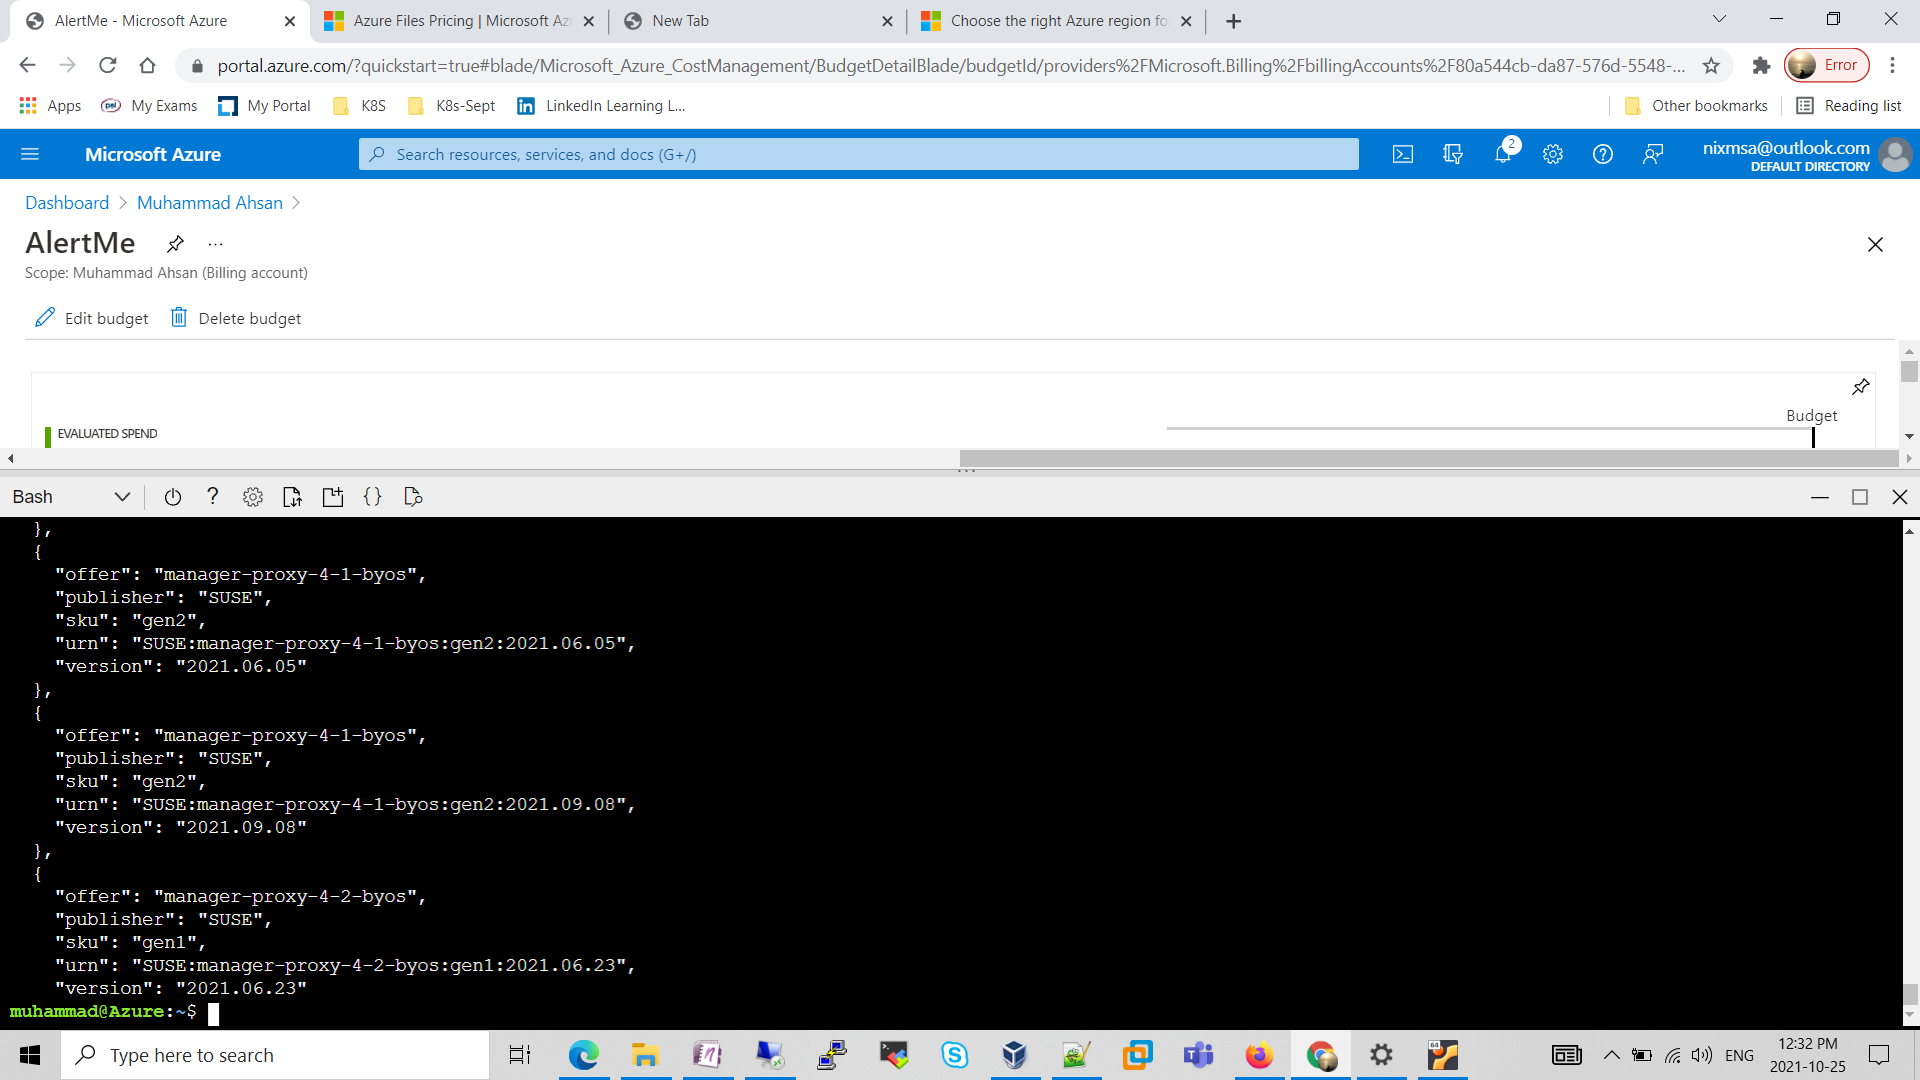 AlertMe - Microsoft Azure
Azure Files Pricing | Microsoft Az
New Tab
Choose the right Azure region fo
portal.azure.com/?quickstart=true#blade/Microsoft_Azure_CostManagement/BudgetDetailBlade/budgetId/providers%2FMicrosoft.Billing%2FbillingAccounts%2F80a544cb-da87-576d-5548-...
Error
Apps
psi
My Exams
My Portal
K8S
K8s-Sept
LinkedIn Learning L...
Other bookmarks
Reading list
Microsoft Azure
Search resources, services, and docs (G+/)
2
nixmsa@outlook.com
DEFAULT DIRECTORY
Dashboard > Muhammad Ahsan >
AlertMe
...
Scope: Muhammad Ahsan (Billing account)
Edit budget
Delete budget
Budget
EVALUATED SPEND
Bash
?
{ }
},
{
"offer": "manager-proxy-4-1-byos",
"publisher": "SUSE",
"sku": "gen2",
"urn": "SUSE:manager-proxy-4-1-byos:gen2:2021.06.05",
"version": "2021.06.05"
},
{
"offer": "manager-proxy-4-1-byos",
"publisher": "SUSE",
"sku": "gen2",
"urn": "SUSE:manager-proxy-4-1-byos:gen2:2021.09.08",
"version": "2021.09.08"
},
{
"offer": "manager-proxy-4-2-byos",
"publisher": "SUSE",
"sku": "gen1",
"urn": "SUSE:manager-proxy-4-2-byos:gen1:2021.06.23",
"version": "2021.06.23"
muhammad@Azure:~$
Type here to search
64
ENG
12:32 PM
2021-10-25